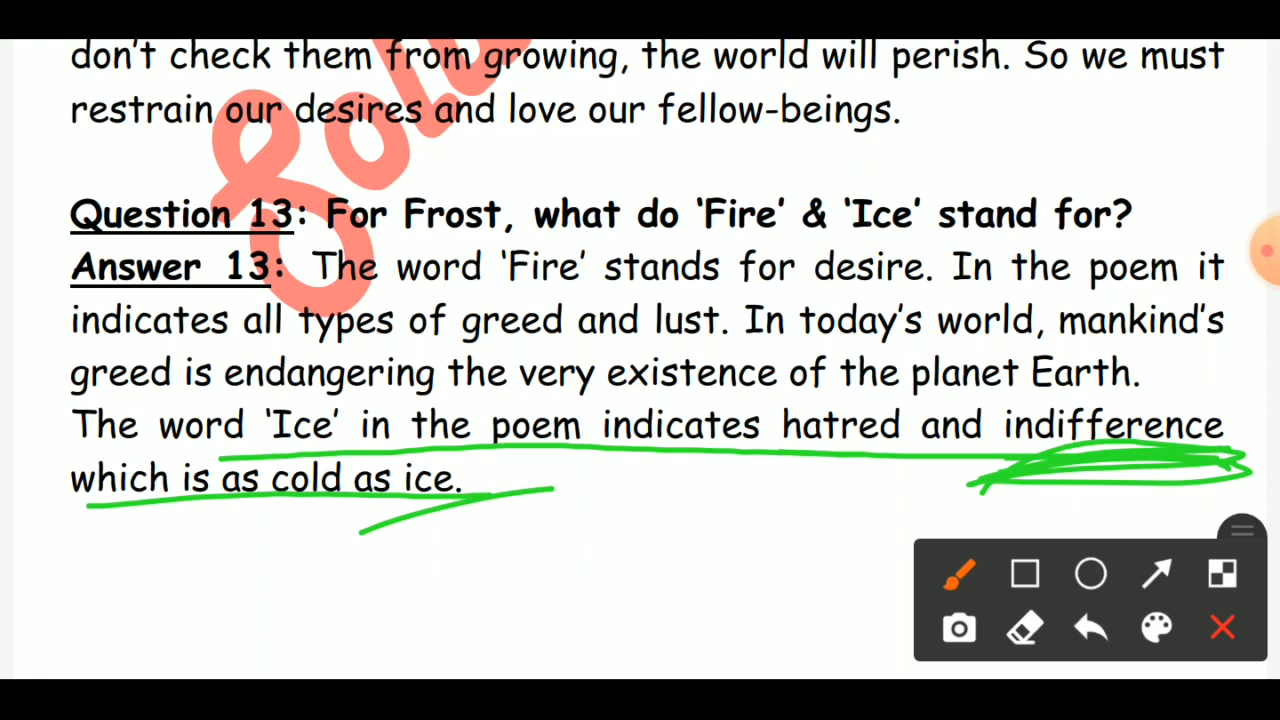 don't check them from growing, the world will perish. So we must
restrain our desires and love our fellow-beings.
Question 13: For Frost, what do ‘Fire’ & ‘Ice’ stand for?
Answer 13: The word ‘Fire’ stands for desire. In the poem it
indicates all types of greed and lust. In today’s world, mankind’s
greed is endangering the very existence of the planet Earth.
The word ‘Ice’ in the poem indicates hatred and indifference
which is as cold as ice.